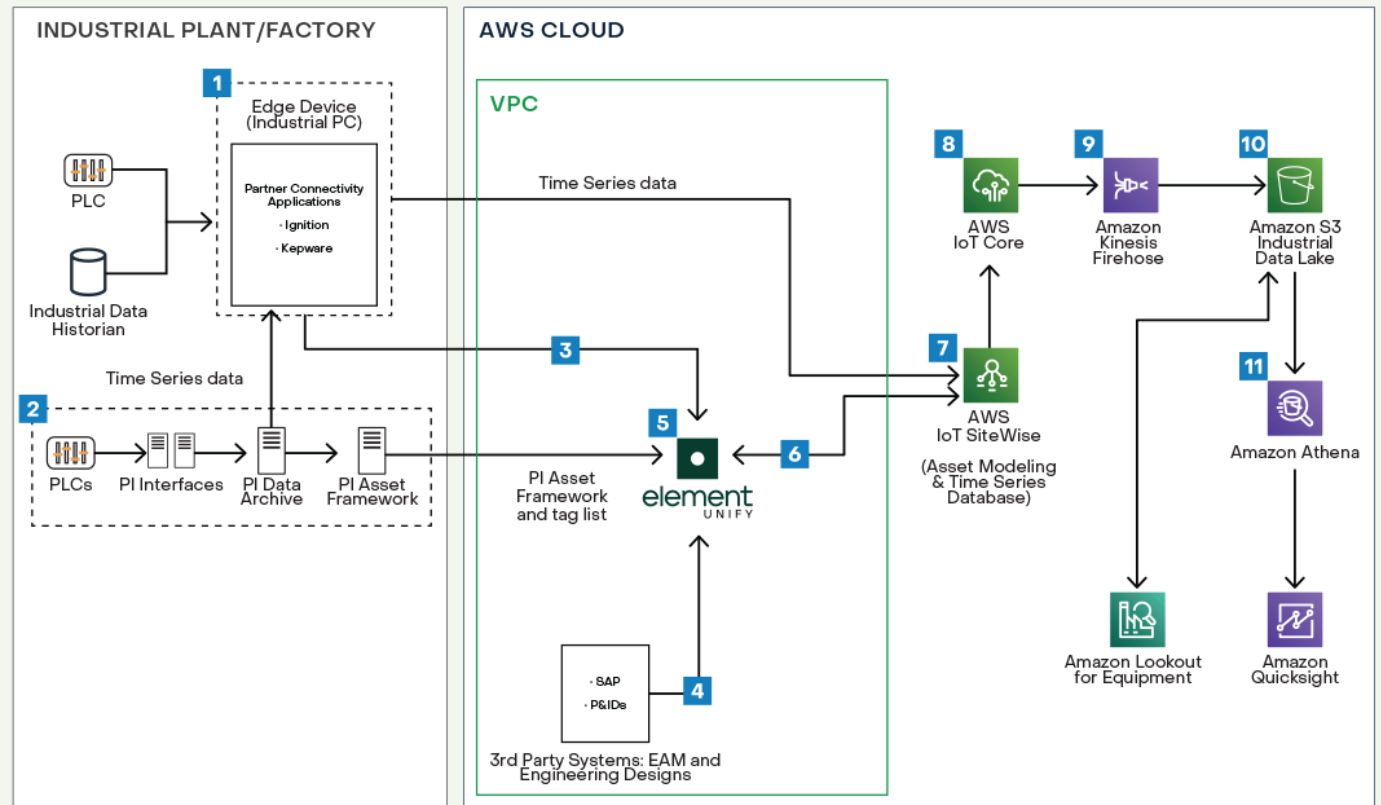 INDUSTRIAL PLANT/FACTORY
1
Edge Device
(Industrial PC)
Partner Connectivity
Applications
· Ignition
· Kepware
PLC
Industrial Data
Historian
Time Series data
2
PLCs
PI Interfaces
PI Data
Archive
PI Asset
Framework
AWS CLOUD
VPC
Time Series data
3
5
element
UNIFY
PI Asset
Framework
and tag list
6
4
· SAP
· P&IDs
3rd Party Systems: EAM and
Engineering Designs
7
AWS
IoT SiteWise
(Asset Modeling
& Time Series
Database)
8
AWS
IoT Core
9
Amazon
Kinesis
Firehose
10
Amazon S3
Industrial
Data Lake
11
Amazon Athena
Amazon Lookout
for Equipment
Amazon
Quicksight